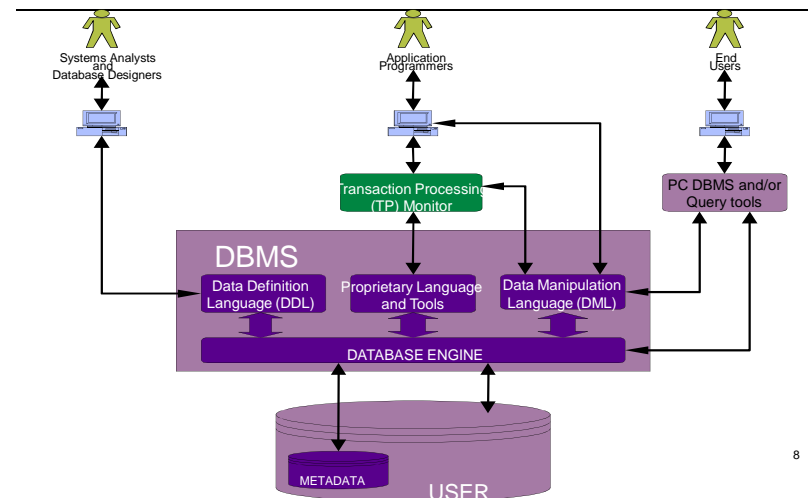 Systems Analysts
and
Database Designers
Application
Programmers
End
Users
Transaction Processing
(TP) Monitor
PC DBMS and/or
Query tools
DBMS
Data Definition
Language (DDL)
Proprietary Language
and Tools
Data Manipulation
Language (DML)
DATABASE ENGINE
METADATA
USER
8